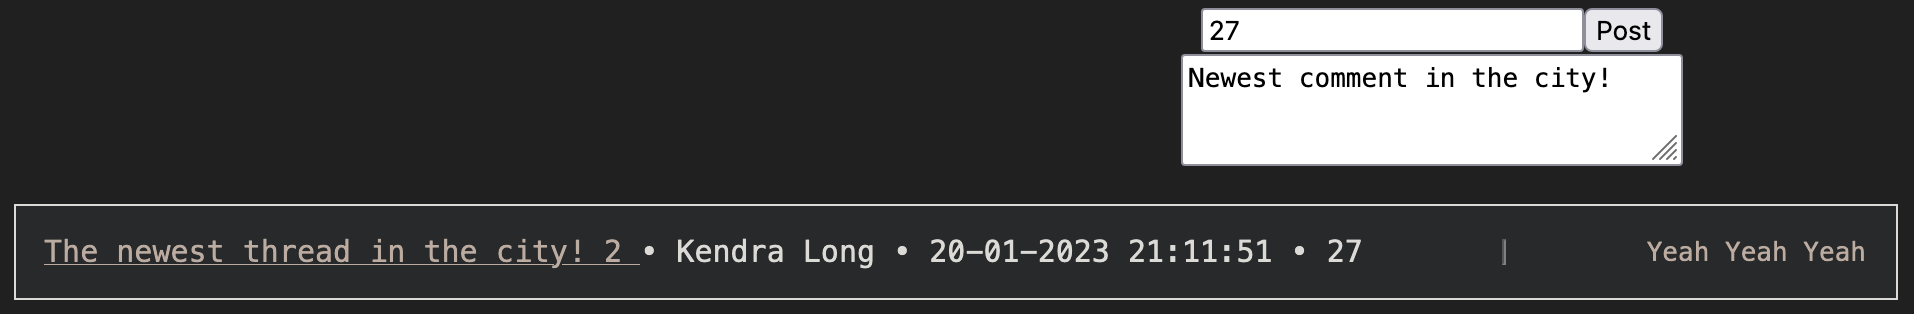 27 Post
Newest comment in the city!
The newest thread in the city! 2 • Kendra Long • 20-01-2023 21:11:51 • 27 | Yeah Yeah Yeah